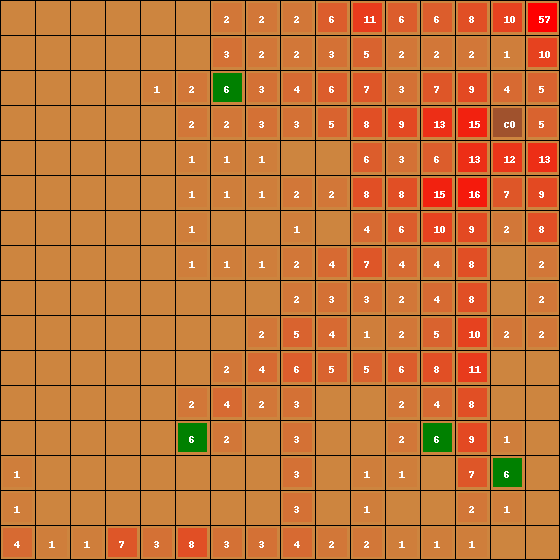 2 2 2 6 11 6 6 8 10 57
3 2 2 3 5 2 2 2 1 10
1 2 6 3 4 6 7 3 7 9 4 5
2 2 3 3 5 8 9 13 15 c0 5
1 1 1 6 3 6 13 12 13
1 1 1 2 2 8 8 15 16 7 9
1 1 4 6 10 9 2 8
1 1 1 2 4 7 4 4 8 2
2 3 3 2 4 8 2
2 5 4 1 2 5 10 2 2
2 4 6 5 5 6 8 11
2 4 2 3 2 4 8
6 2 3 2 6 9 1
1 3 1 1 7 6
1 3 1 2 1
4 1 1 7 3 8 3 3 4 2 2 1 1 1